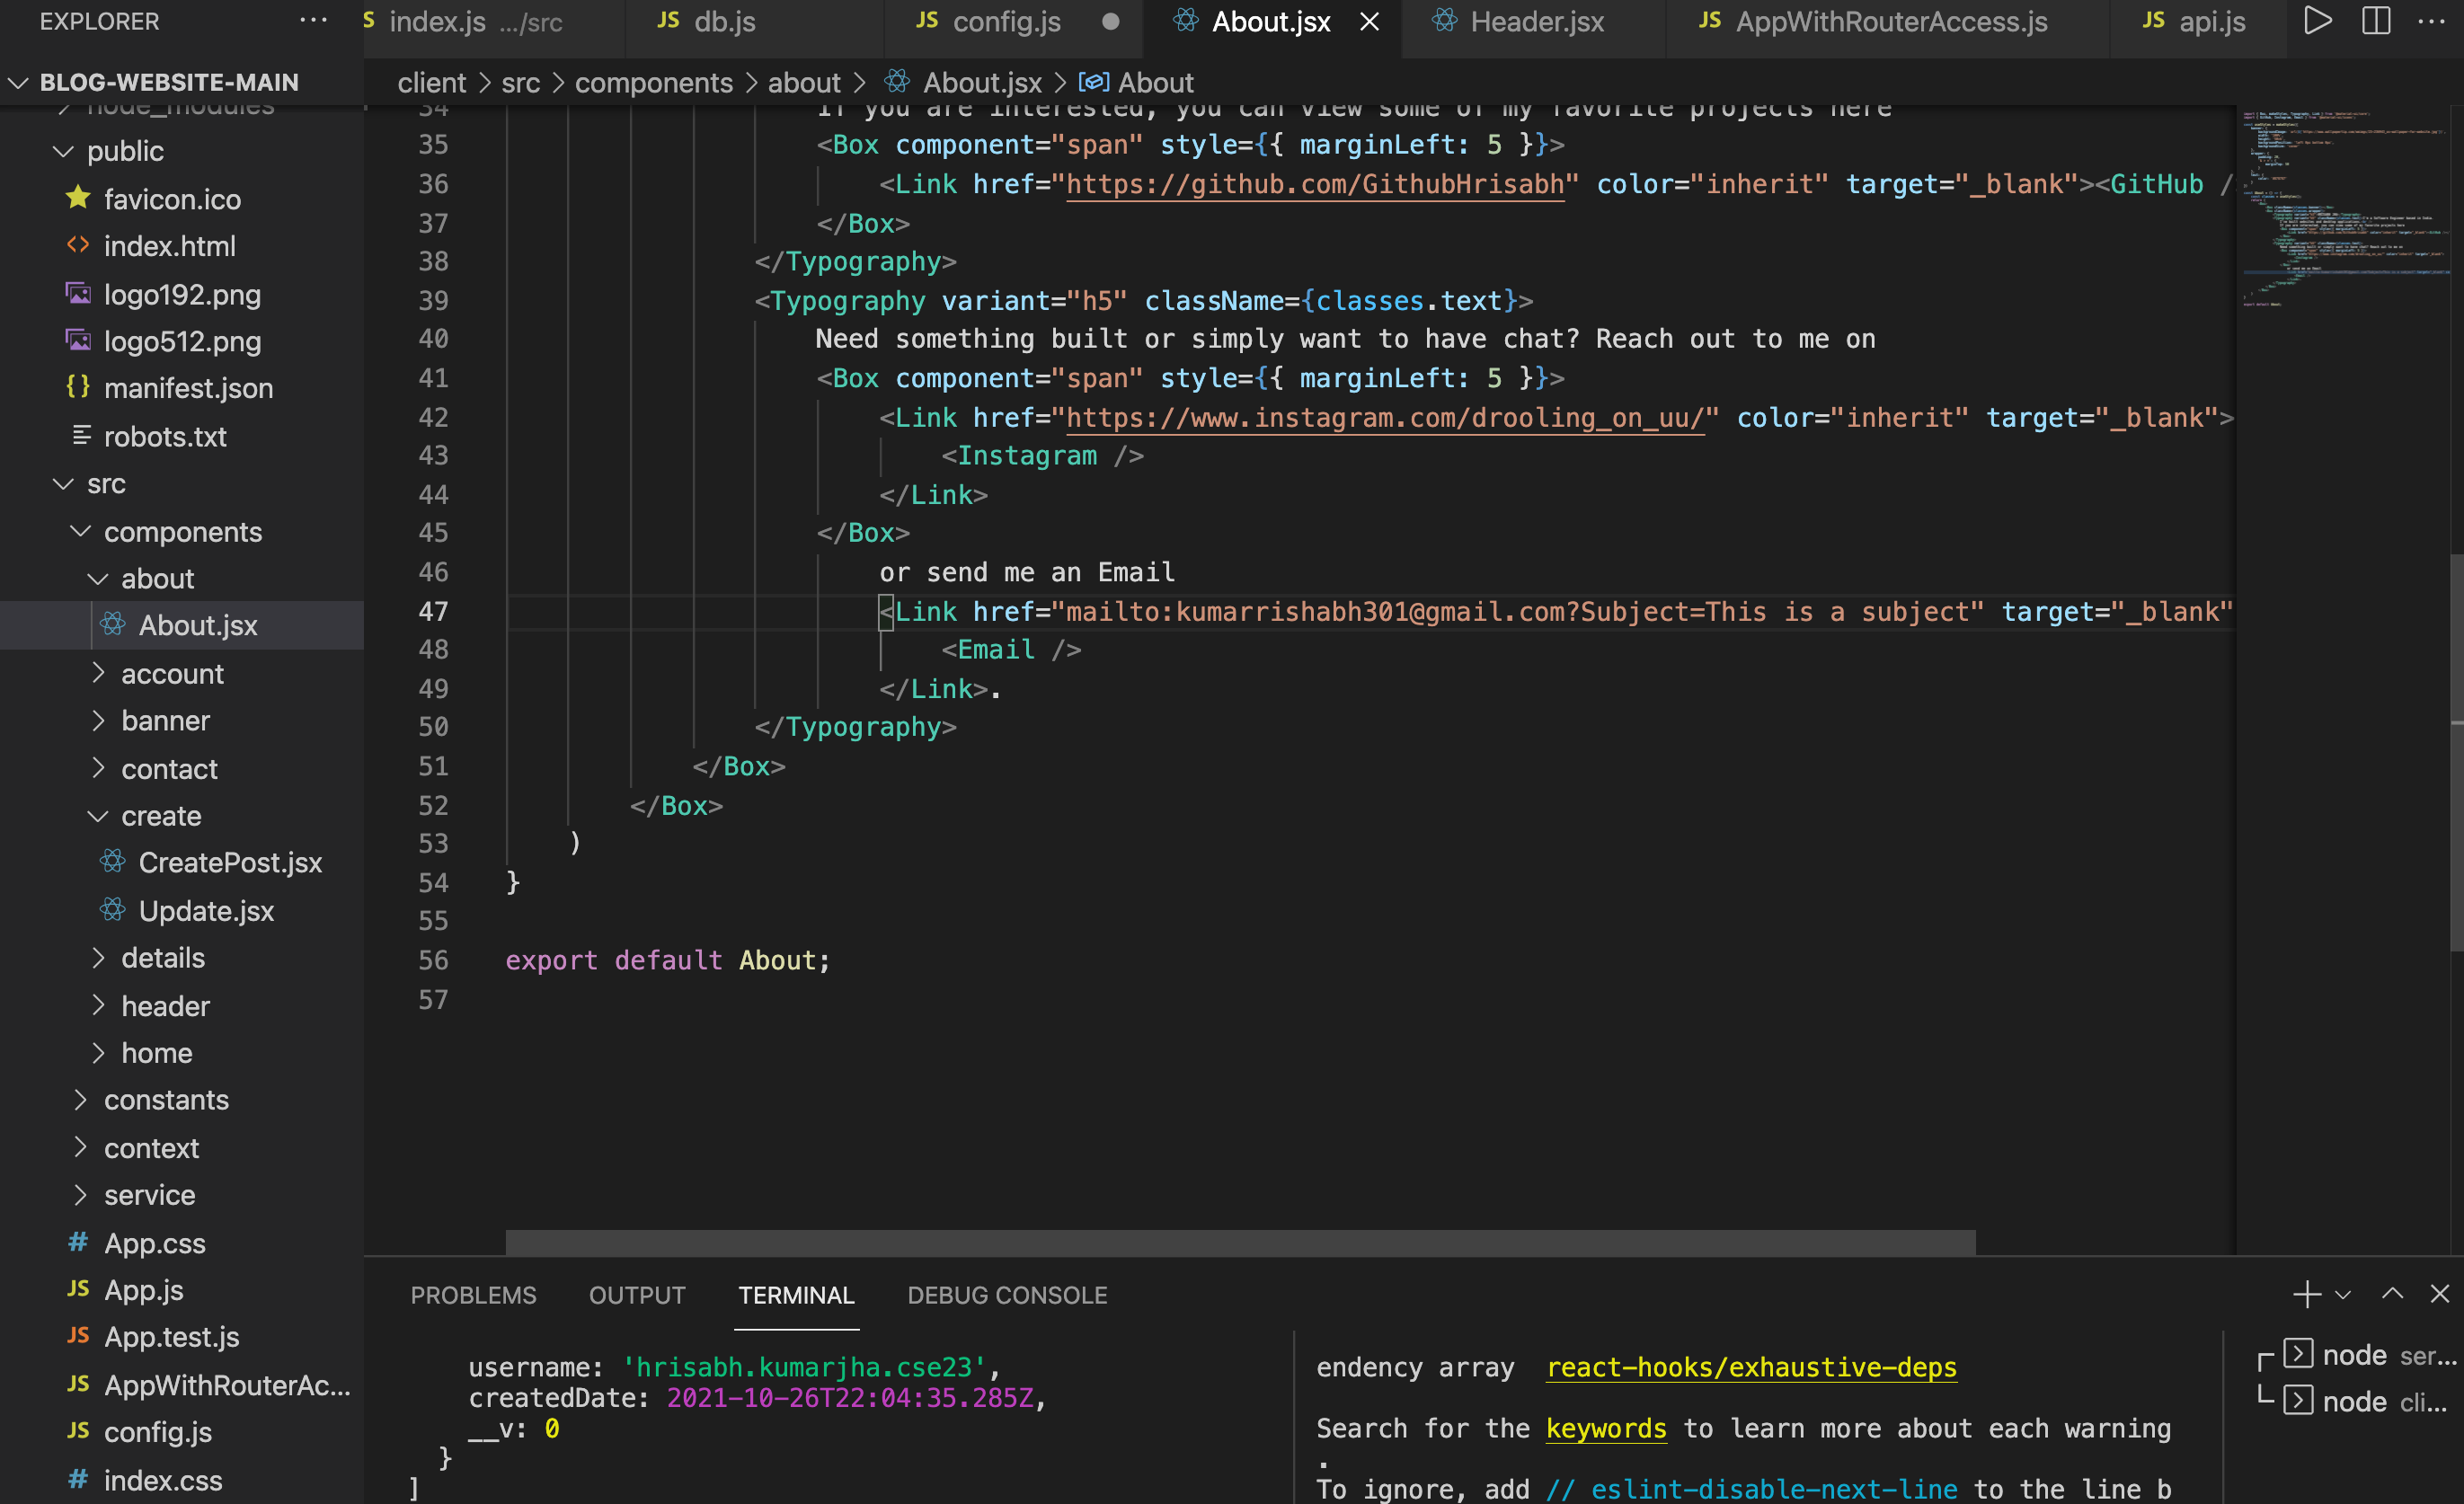 EXPLORER
index.js .../src
JS db.js
JS config.js
About.jsx
Header.jsx
JS AppWithRouterAccess.js
JS api.js
BLOG-WEBSITE-MAIN
client > src > components > about > About.jsx > About
node_modules
public
favicon.ico
index.html
logo192.png
logo512.png
manifest.json
robots.txt
src
components
about
About.jsx
account
banner
contact
create
CreatePost.jsx
Update.jsx
details
header
home
constants
context
service
# App.css
JS App.js
JS App.test.js
JS AppWithRouterAc...
JS config.js
# index.css
34 If you are interested, you can view some of my favorite projects here
35 <Box component="span" style={{ marginLeft: 5 }}>
36 <Link href="https://github.com/GithubHrisabh" color="inherit" target="_blank"><GitHub /
37 </Box>
38 </Typography>
39 <Typography variant="h5" className={classes.text}>
40 Need something built or simply want to have chat? Reach out to me on
41 <Box component="span" style={{ marginLeft: 5 }}>
42 <Link href="https://www.instagram.com/drooling_on_uu/" color="inherit" target="_blank">
43 <Instagram />
44 </Link>
45 </Box>
46 or send me an Email
47 <Link href="mailto:kumarrishabh301@gmail.com?Subject=This is a subject" target="_blank"
48 <Email />
49 </Link>.
50 </Typography>
51 </Box>
52 </Box>
53 )
54 }
55
56 export default About;
57
PROBLEMS OUTPUT TERMINAL DEBUG CONSOLE
username: 'hrisabh.kumarjha.cse23',
createdDate: 2021-10-26T22:04:35.285Z,
__v: 0
}
]
endency array react-hooks/exhaustive-deps
Search for the keywords to learn more about each warning
.
To ignore, add // eslint-disable-next-line to the line b
node ser...
node cli...